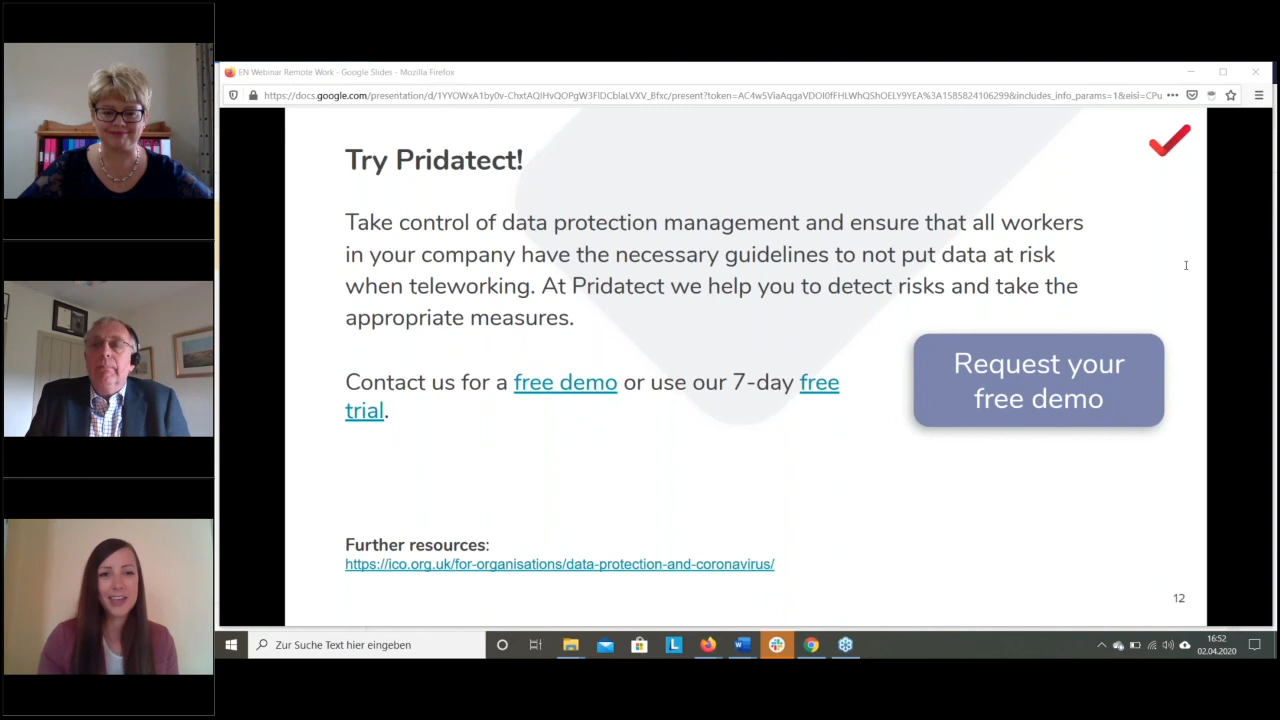 EN Webinar Remote Work - Google Slides - Mozilla Firefox
Try Pridatect!
Take control of data protection management and ensure that all workers
in your company have the necessary guidelines to not put data at risk
when teleworking. At Pridatect we help you to detect risks and take the
appropriate measures.
Contact us for a free demo or use our 7-day free
trial.
Request your
free demo
Further resources:
https://ico.org.uk/for-organisations/data-protection-and-coronavirus/
12
Zur Suche Text hier eingeben
16:52
02.04.2020